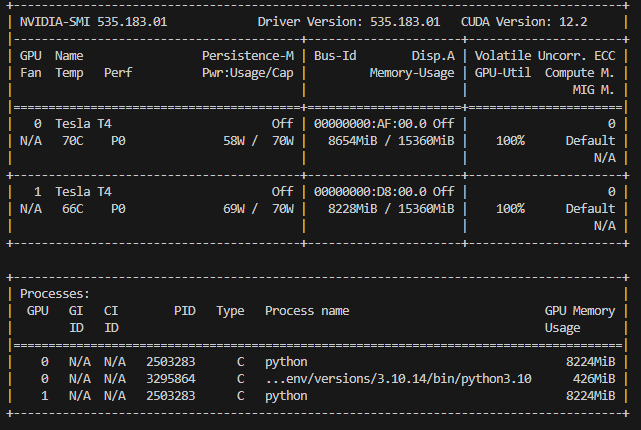 +---------------------------------------------------------------------------------------+
| NVIDIA-SMI 535.183.01             Driver Version: 535.183.01   CUDA Version: 12.2     |
|-----------------------------------------+----------------------+----------------------+
| GPU  Name                 Persistence-M | Bus-Id        Disp.A | Volatile Uncorr. ECC |
| Fan  Temp   Perf          Pwr:Usage/Cap |         Memory-Usage | GPU-Util  Compute M. |
|                                         |                      |               MIG M. |
|=========================================+======================+======================|
|   0  Tesla T4                       Off | 00000000:AF:00.0 Off |                    0 |
| N/A   70C    P0              58W /  70W |   8654MiB / 15360MiB |    100%      Default |
|                                         |                      |                  N/A |
+-----------------------------------------+----------------------+----------------------+
|   1  Tesla T4                       Off | 00000000:D8:00.0 Off |                    0 |
| N/A   66C    P0              69W /  70W |   8228MiB / 15360MiB |    100%      Default |
|                                         |                      |                  N/A |
+-----------------------------------------+----------------------+----------------------+
+---------------------------------------------------------------------------------------+
| Processes:                                                                            |
|  GPU   GI   CI        PID   Type   Process name                            GPU Memory |
|        ID   ID                                                             Usage      |
|=======================================================================================|
|    0   N/A  N/A   2503283      C   python                                     8224MiB |
|    0   N/A  N/A   3295864      C   ...env/versions/3.10.14/bin/python3.10      426MiB |
|    1   N/A  N/A   2503283      C   python                                     8224MiB |
+---------------------------------------------------------------------------------------+